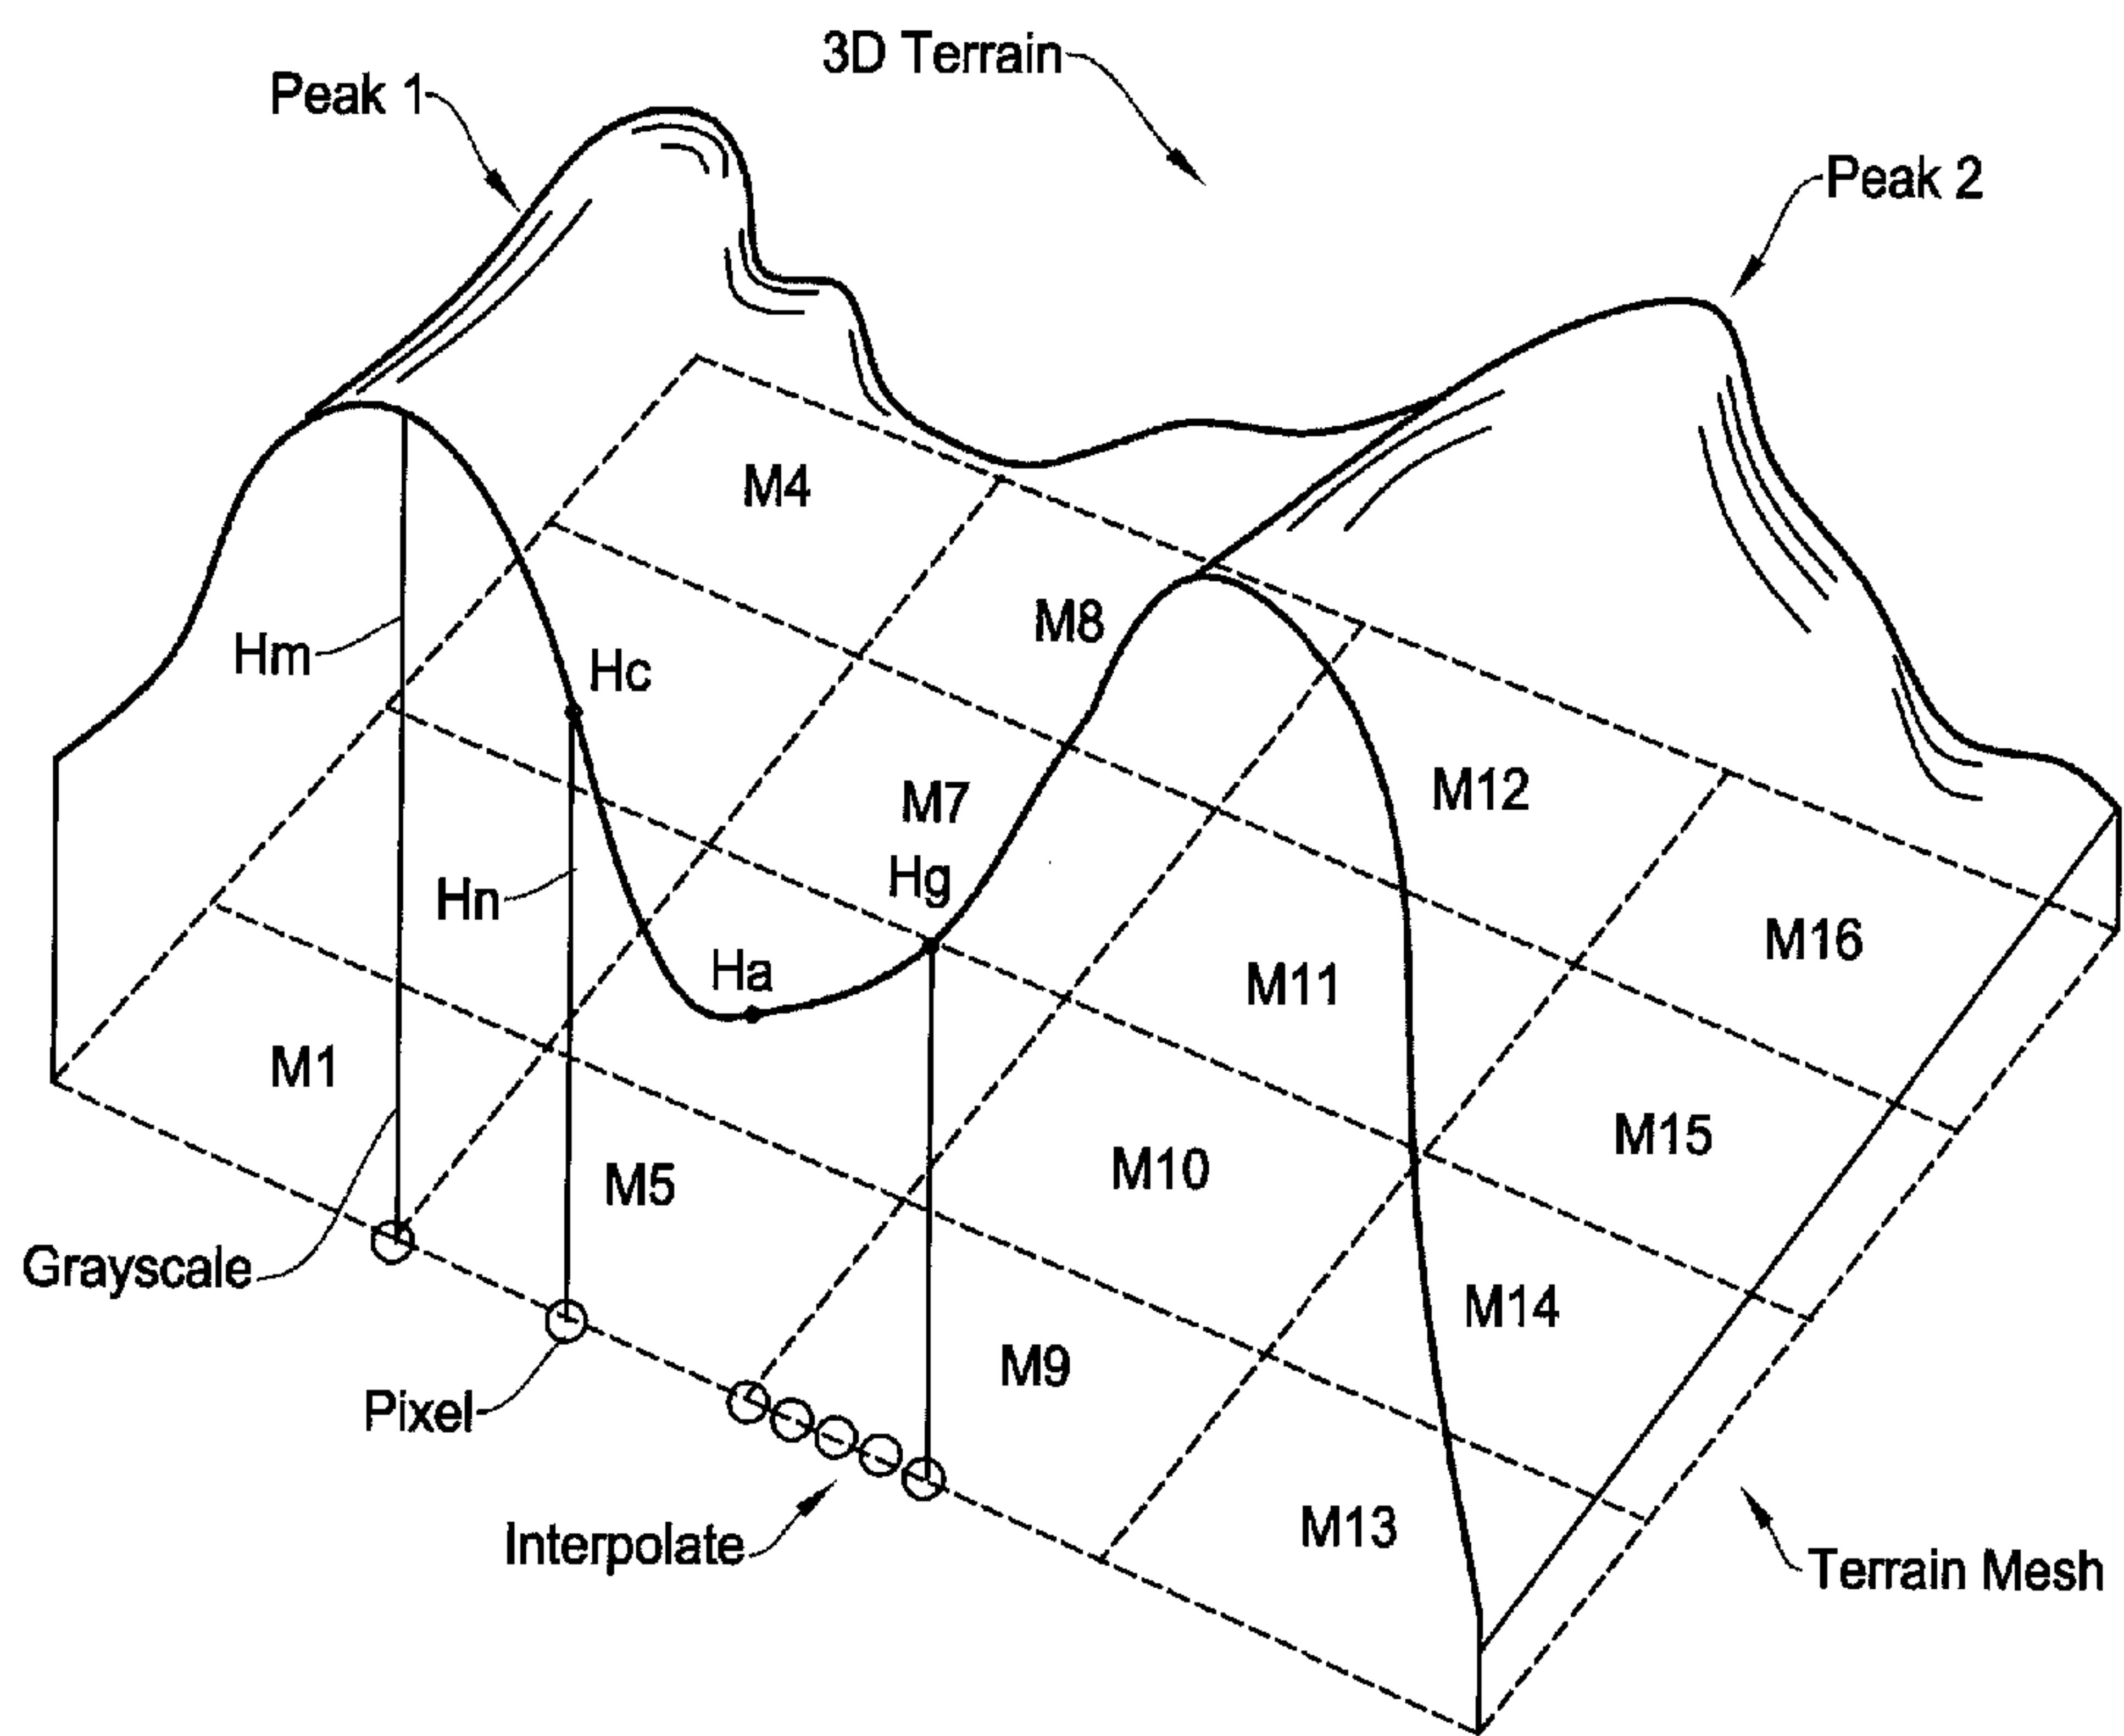 3D Terrain
Peak 1
Peak 2
M4
M8
Hm
Hc
M7
M12
Hg
Hn
M16
Ha
M11
M1
M15
M10
M5
Grayscale
M14
M9
Pixel
M13
Interpolate
Terrain Mesh